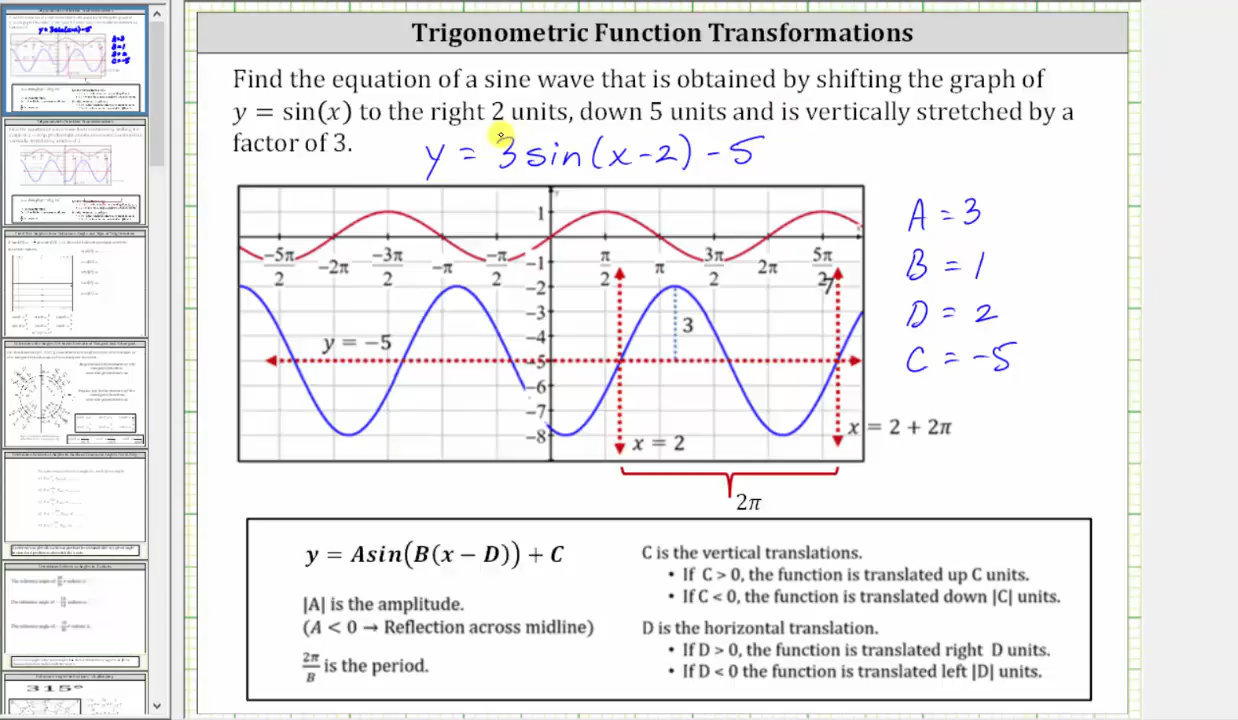 Trigonometric Function Transformations
Find the equation of a sine wave that is obtained by shifting the graph of
y = sin(x) to the right 2 units, down 5 units and is vertically stretched by a
factor of 3.
y = 3 sin(x-2) -5
1
-1
-2
-3
-4
-5
-6
-7
-8
-5π/2
-2π
-3π/2
-π
-π/2
π/2
π
3π/2
2π
5π/2
7
3
y = -5
x = 2
x = 2 + 2π
2π
A = 3
B = 1
D = 2
C = -5
y = Asin(B(x - D)) + C
|A| is the amplitude.
(A < 0 → Reflection across midline)
2π/B is the period.
C is the vertical translations.
• If C > 0, the function is translated up C units.
• If C < 0, the function is translated down |C| units.
D is the horizontal translation.
• If D > 0, the function is translated right D units.
• If D < 0 the function is translated left |D| units.
315°